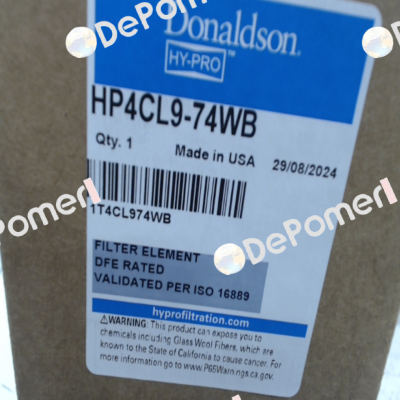 DePomer
Donaldson
HY-PRO™
HP4CL9-74WB
Qty. 1 Made in USA 29/08/2024
DePomer
DePomer
1T4CL974WB
FILTER ELEMENT
DFE RATED
VALIDATED PER ISO 16889
hyprofiltration.com
⚠WARNING: This product can expose you to
chemicals including Glass Wool Fibers, which are
known to the State of California to cause cancer. For
more information go to www.P65Warnings.ca.gov.